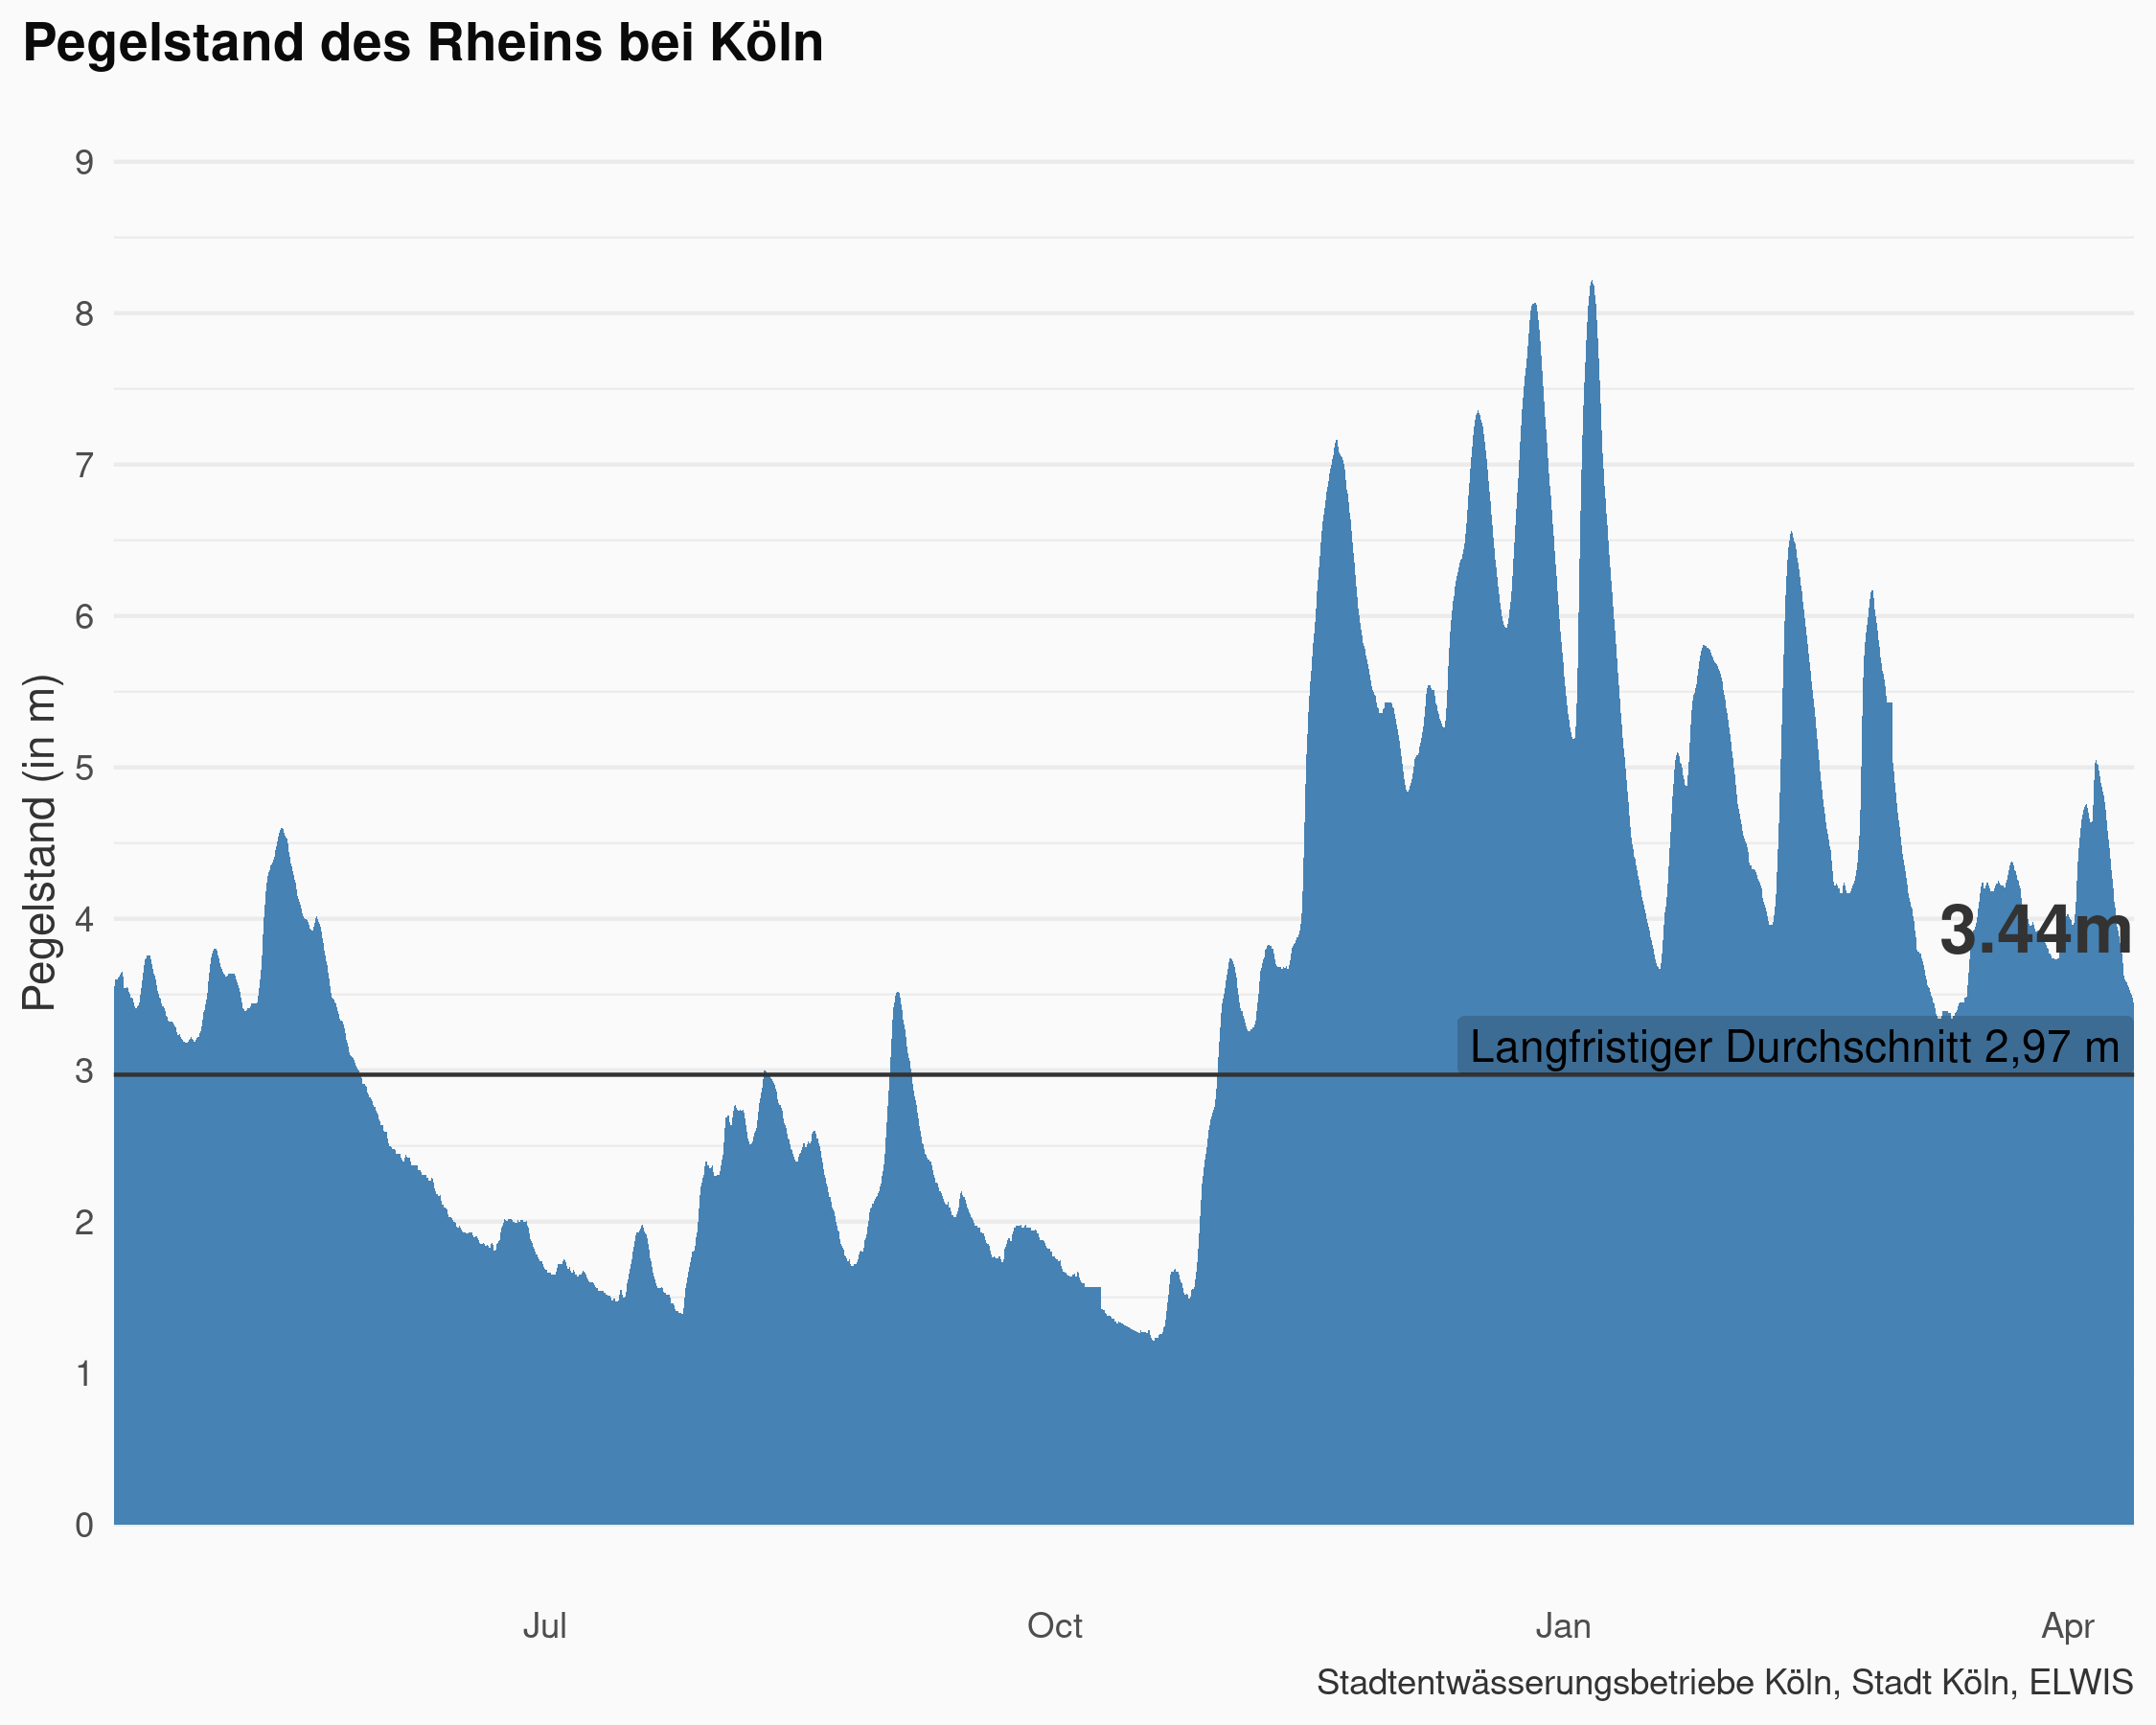 Pegelstand des Rheins bei Köln
Pegelstand (in m)
9
8
7
6
5
4
3
2
1
0
3.44m
Langfristiger Durchschnitt 2,97 m
Jul Oct Jan Apr
Stadtentwässerungsbetriebe Köln, Stadt Köln, ELWIS